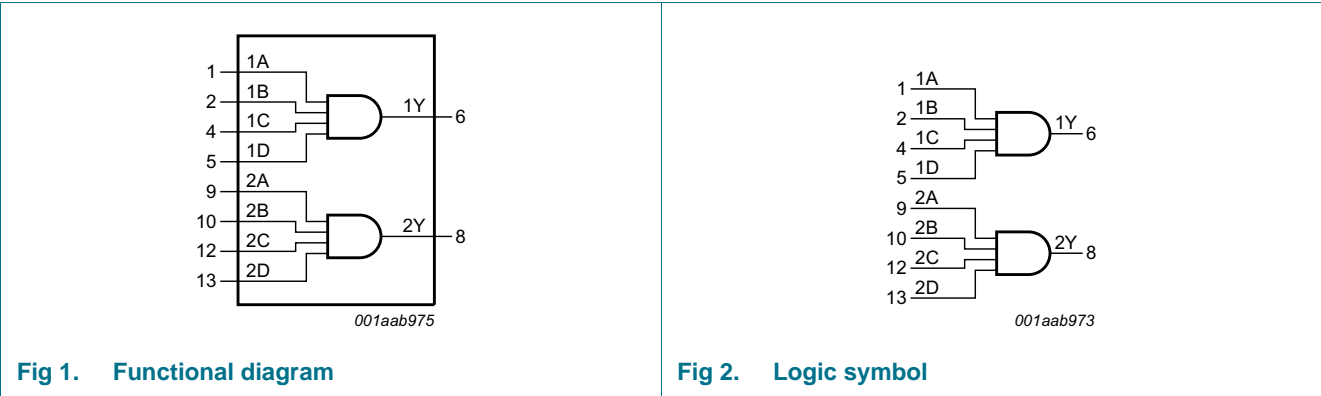 1 1A
2 1B
4 1C
5 1D
1Y 6
9 2A
10 2B
12 2C
13 2D
2Y 8
001aab975
Fig 1. Functional diagram
1 1A
2 1B
4 1C
5 1D
1Y 6
9 2A
10 2B
12 2C
13 2D
2Y 8
001aab973
Fig 2. Logic symbol